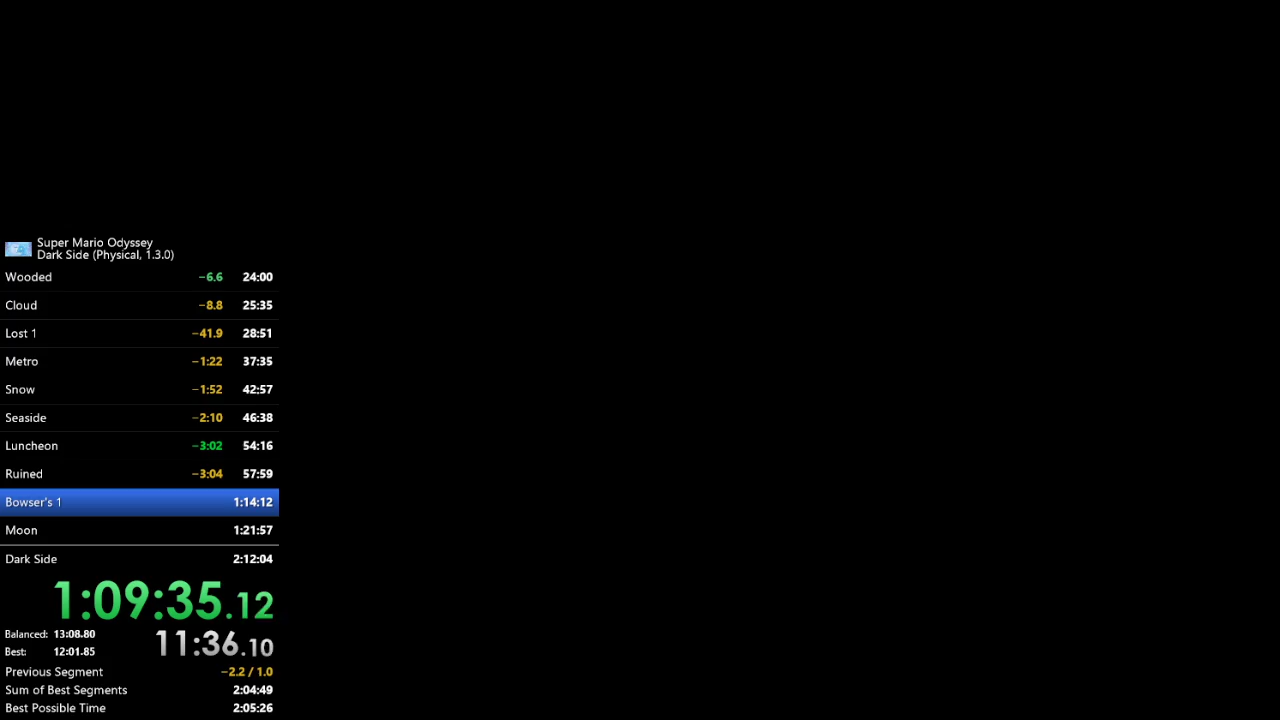 Super Mario Odyssey
Dark Side (Physical, 1.3.0)
Wooded −6.6 24:00
Cloud −8.8 25:35
Lost 1 −41.9 28:51
Metro −1:22 37:35
Snow −1:52 42:57
Seaside −2:10 46:38
Luncheon −3:02 54:16
Ruined −3:04 57:59
Bowser's 1 1:14:12
Moon 1:21:57
Dark Side 2:12:04
1:09:35.12
Balanced: 13:08.80
11:36.10
Best: 12:01.85
Previous Segment −2.2 / 1.0
Sum of Best Segments 2:04:49
Best Possible Time 2:05:26